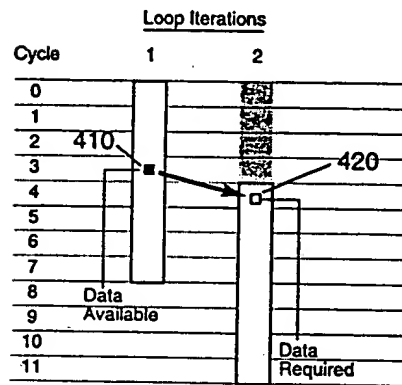 Loop Iterations
Cycle 1 2
0
1
2
410
3 420
4
5
6
7
8
Data
Available
9
10
Data
11
Required